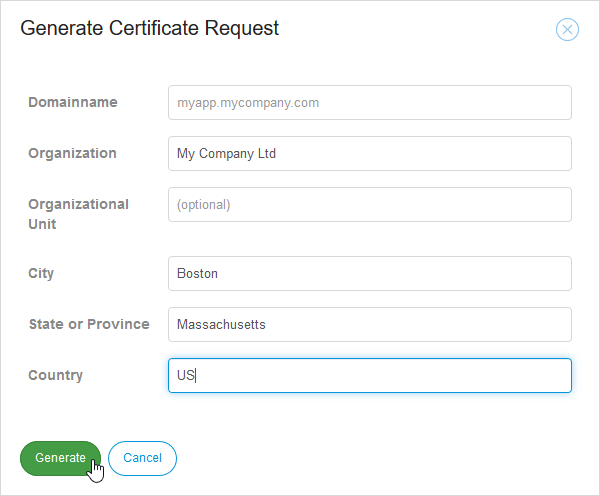 Generate Certificate Request
Domainname
myapp.mycompany.com
Organization
My Company Ltd
Organizational
Unit
(optional)
City
Boston
State or Province
Massachusetts
Country
US
Generate
Cancel